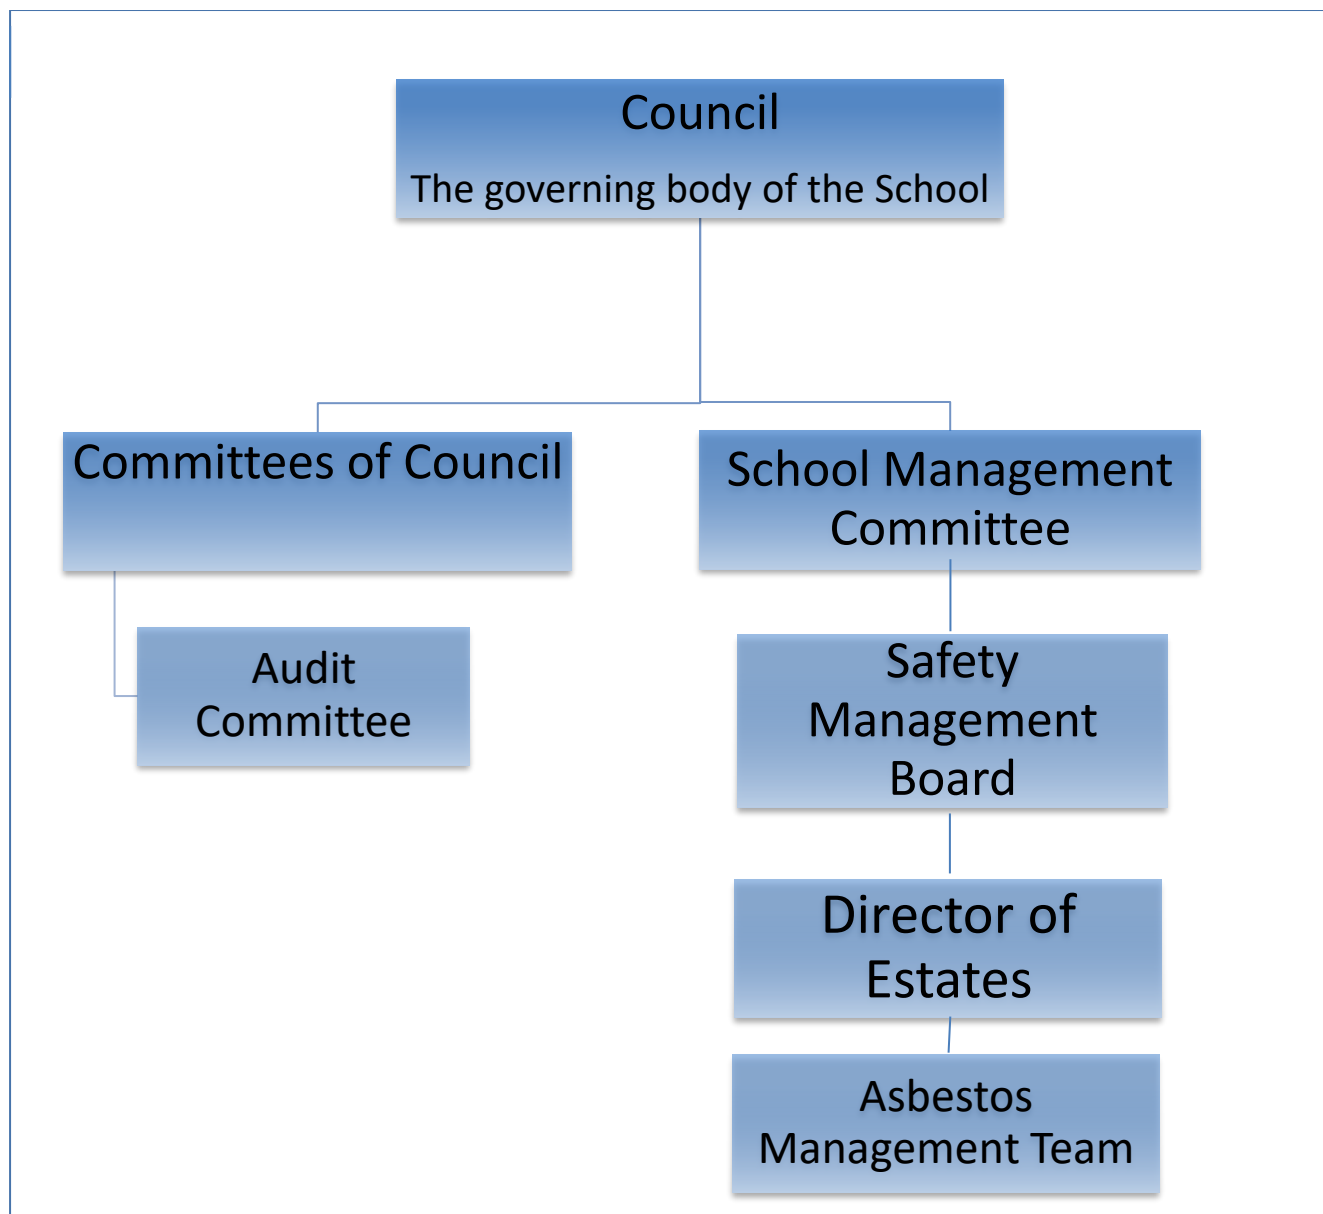 Council
The governing body of the School
Committees of Council
School Management
Committee
Audit
Committee
Safety
Management
Board
Director of
Estates
Asbestos
Management Team